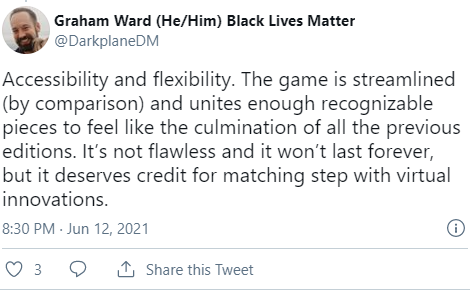 Graham Ward (He/Him) Black Lives Matter
@DarkplaneDM
Accessibility and flexibility. The game is streamlined
(by comparison) and unites enough recognizable
pieces to feel like the culmination of all the previous
editions. It’s not flawless and it won’t last forever,
but it deserves credit for matching step with virtual
innovations.
8:30 PM · Jun 12, 2021
3 Share this Tweet